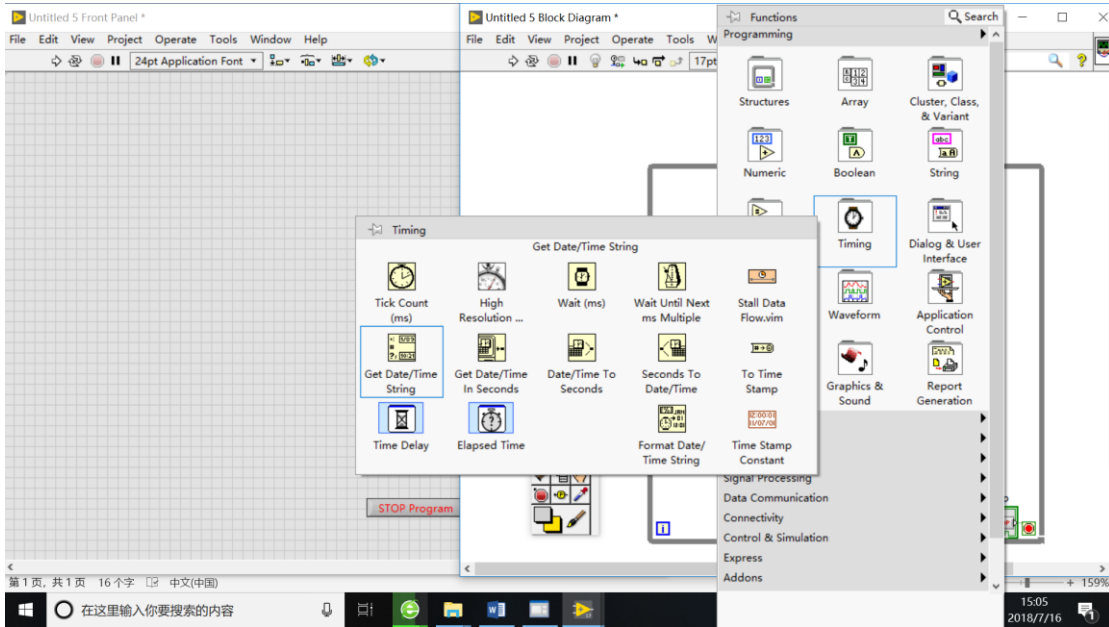 Untitled 5 Front Panel *
File Edit View Project Operate Tools Window Help
24pt Application Font
STOP Program
Untitled 5 Block Diagram *
File Edit View Project Operate Tools W
17pt
Functions
Search
Programming
Structures
Array
Cluster, Class,
& Variant
Numeric
Boolean
String
Timing
Dialog & User
Interface
Waveform
Application
Control
Graphics &
Sound
Report
Generation
Signal Processing
Data Communication
Connectivity
Control & Simulation
Express
Addons
Timing
Get Date/Time String
Tick Count
(ms)
High
Resolution ...
Wait (ms)
Wait Until Next
ms Multiple
Stall Data
Flow.vim
Get Date/Time
String
Get Date/Time
In Seconds
Date/Time To
Seconds
Seconds To
Date/Time
To Time
Stamp
Time Delay
Elapsed Time
Format Date/
Time String
Time Stamp
Constant
i
第1页, 共1页 16个字 中文(中国)
159%
在这里输入你要搜索的内容
15:05
2018/7/16
1